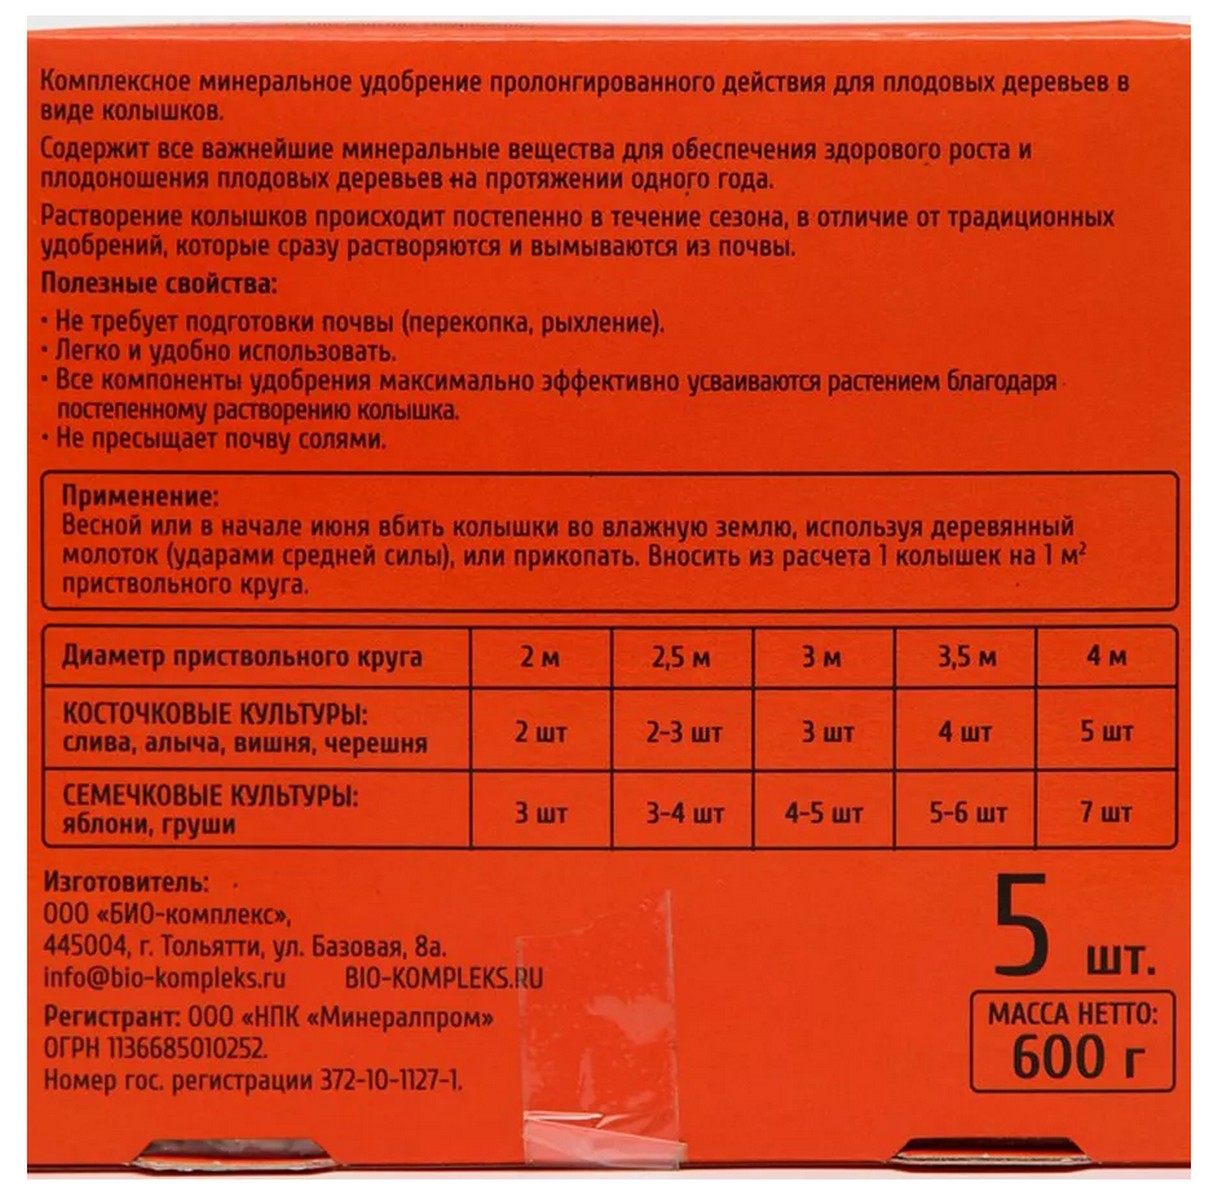 Комплексное минеральное удобрение пролонгированного действия для плодовых деревьев в
виде колышков.
Содержит все важнейшие минеральные вещества для обеспечения здорового роста и
плодоношения плодовых деревьев на протяжении одного года.
Растворение колышков происходит постепенно в течение сезона, в отличие от традиционных
удобрений, которые сразу растворяются и вымываются из почвы.
Полезные свойства:
· Не требует подготовки почвы (перекопка, рыхление).
· Легко и удобно использовать.
· Все компоненты удобрения максимально эффективно усваиваются растением благодаря
постепенному растворению колышка.
· Не пресыщает почву солями.
Применение:
Весной или в начале июня вбить колышки во влажную землю, используя деревянный
молоток (ударами средней силы), или прикопать. Вносить из расчета 1 колышек на 1 м²
приствольного круга.
Диаметр приствольного круга 2 м 2,5 м 3 м 3,5 м 4 м
КОСТОЧКОВЫЕ КУЛЬТУРЫ:
слива, алыча, вишня, черешня 2 шт 2-3 шт 3 шт 4 шт 5 шт
СЕМЕЧКОВЫЕ КУЛЬТУРЫ:
яблони, груши 3 шт 3-4 шт 4-5 шт 5-6 шт 7 шт
Изготовитель:
ООО «БИО-комплекс»,
445004, г. Тольятти, ул. Базовая, 8а.
info@bio-kompleks.ru BIO-KOMPLEKS.RU
Регистрант: ООО «НПК «Минералпром»
ОГРН 1136685010252.
Номер гос. регистрации 372-10-1127-1.
5 шт.
МАССА НЕТТО:
600 г